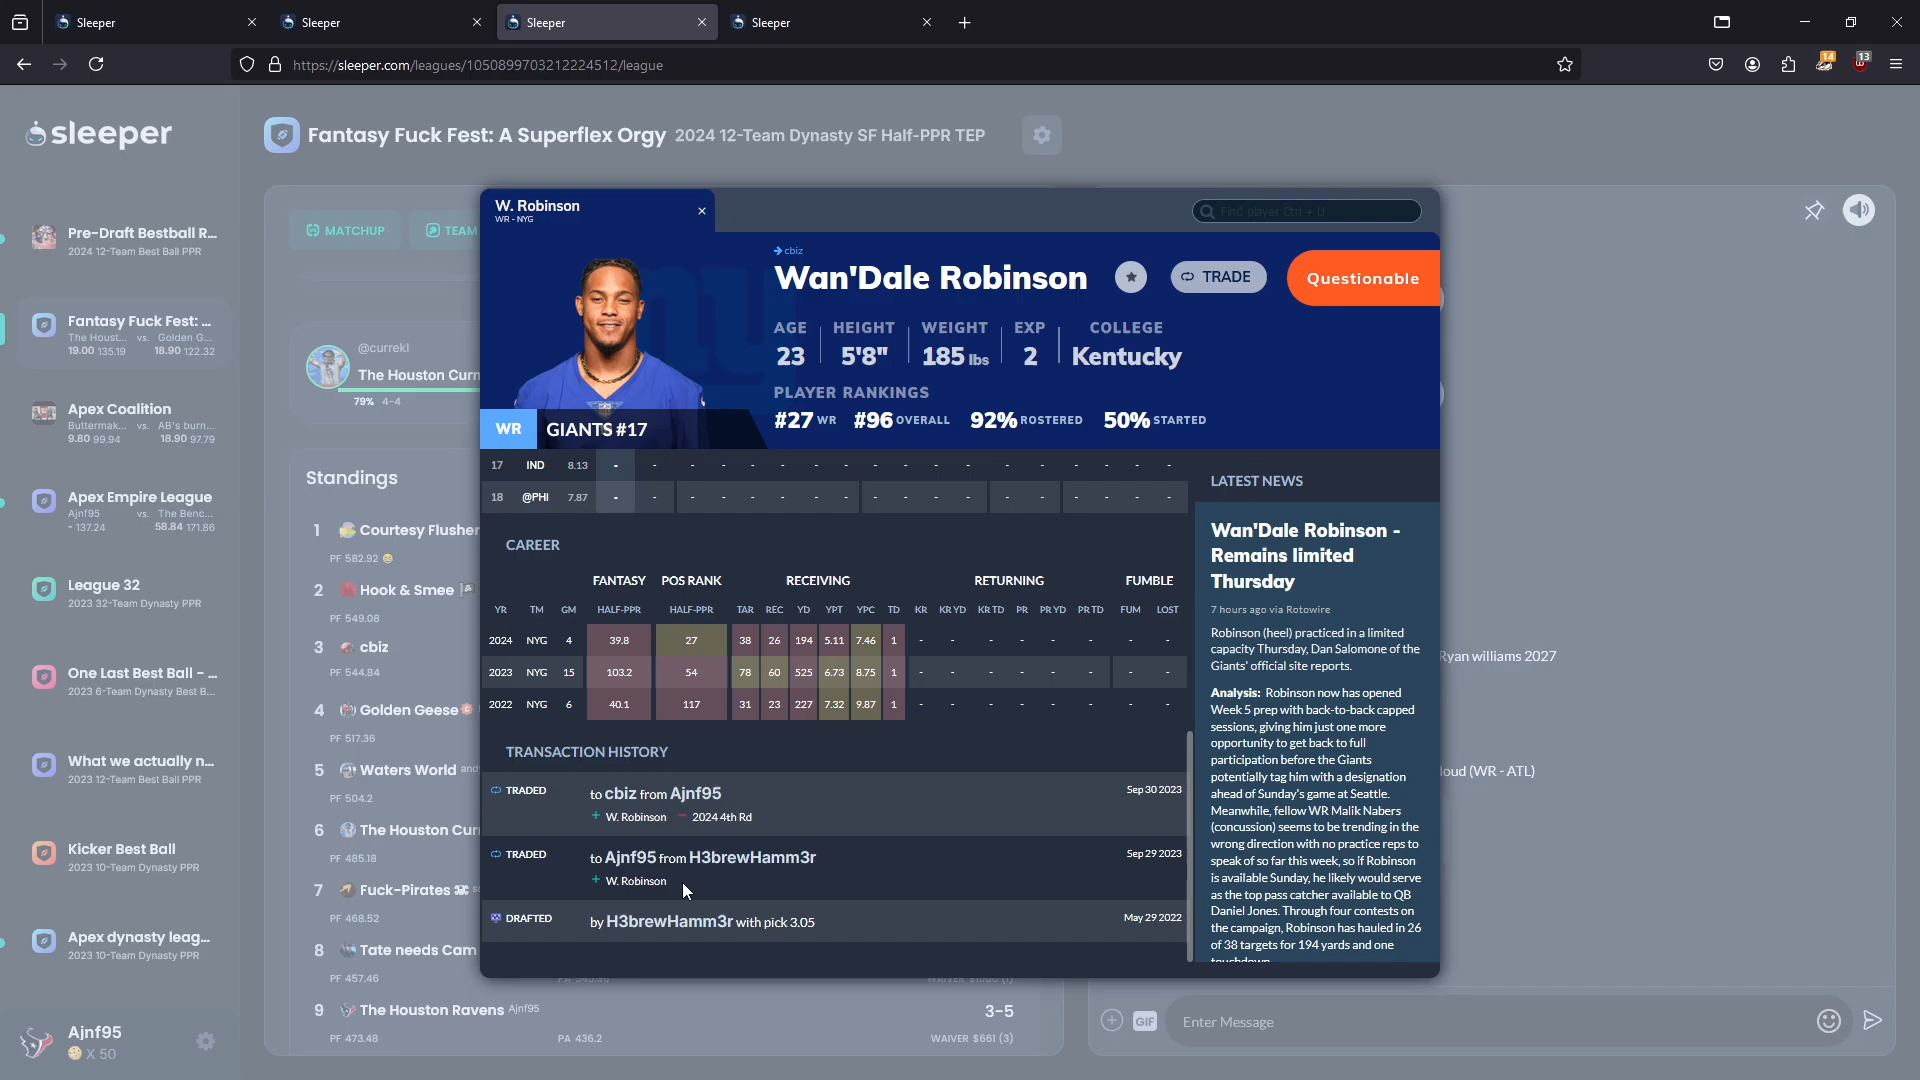 Sleeper
Sleeper
Sleeper
Sleeper
https://sleeper.com/leagues/1050899703212224512/league
14
13
sleeper
Fantasy Fuck Fest: A Superflex Orgy 2024 12-Team Dynasty SF Half-PPR TEP
Pre-Draft Bestball R...
2024 12-Team Best Ball PPR
Fantasy Fuck Fest: ...
The Houst... vs. Golden G...
19.00 135.19 18.90 122.32
Apex Coalition
Buttermak... vs. AB's burn...
9.80 99.94 18.90 97.79
Apex Empire League
Ajnf95 vs. The Benc...
- 137.24 58.84 171.86
League 32
2023 32-Team Dynasty PPR
One Last Best Ball - ...
2023 6-Team Dynasty Best B...
What we actually n...
2023 12-Team Best Ball PPR
Kicker Best Ball
2023 10-Team Dynasty PPR
Apex dynasty leag...
2023 10-Team Dynasty PPR
Ajnf95
X 50
MATCHUP
TEAM
@currekl
The Houston Curr
79% 4-4
Standings
1 Courtesy Flusher
PF 582.92
2 Hook & Smee
PF 549.08
3 cbiz
PF 544.84
4 Golden Geese
PF 517.36
5 Waters World and
PF 504.2
6 The Houston Curr
PF 485.18
7 Fuck-Pirates
PF 468.52
8 Tate needs Cam
PF 457.46
9 The Houston Ravens Ajnf95 3-5
PF 473.48 PA 436.2 WAIVER $661 (3)
W. Robinson
WR - NYG
Find player Ctrl + U
cbiz
Wan'Dale Robinson
TRADE
Questionable
AGE HEIGHT WEIGHT EXP COLLEGE
23 5'8" 185 lbs 2 Kentucky
PLAYER RANKINGS
#27 WR #96 OVERALL 92% ROSTERED 50% STARTED
WR GIANTS #17
17 IND 8.13 - - - - - - - - - - - - - - - - - -
18 @PHI 7.87 - - - - - - - - - - - - - - - - - -
CAREER
FANTASY POS RANK RECEIVING RETURNING FUMBLE
YR TM GM HALF-PPR HALF-PPR TAR REC YD YPT YPC TD KR KR YD KR TD PR PR YD PR TD FUM LOST
2024 NYG 4 39.8 27 38 26 194 5.11 7.46 1 - - - - - - - -
2023 NYG 15 103.2 54 78 60 525 6.73 8.75 1 - - - - - - - -
2022 NYG 6 40.1 117 31 23 227 7.32 9.87 1 - - - - - - - -
TRANSACTION HISTORY
TRADED to cbiz from Ajnf95 Sep 30 2023
+ W. Robinson - 2024 4th Rd
TRADED to Ajnf95 from H3brewHamm3r Sep 29 2023
+ W. Robinson
DRAFTED by H3brewHamm3r with pick 3.05 May 29 2022
LATEST NEWS
Wan'Dale Robinson -
Remains limited
Thursday
7 hours ago via Rotowire
Robinson (heel) practiced in a limited
capacity Thursday, Dan Salomone of the
Giants' official site reports.
Analysis: Robinson now has opened
Week 5 prep with back-to-back capped
sessions, giving him just one more
opportunity to get back to full
participation before the Giants
potentially tag him with a designation
ahead of Sunday's game at Seattle.
Meanwhile, fellow WR Malik Nabers
(concussion) seems to be trending in the
wrong direction with no practice reps to
speak of so far this week, so if Robinson
is available Sunday, he likely would serve
as the top pass catcher available to QB
Daniel Jones. Through four contests on
the campaign, Robinson has hauled in 26
of 38 targets for 194 yards and one
touchdown.
Ryan williams 2027
loud (WR - ATL)
GIF
Enter Message